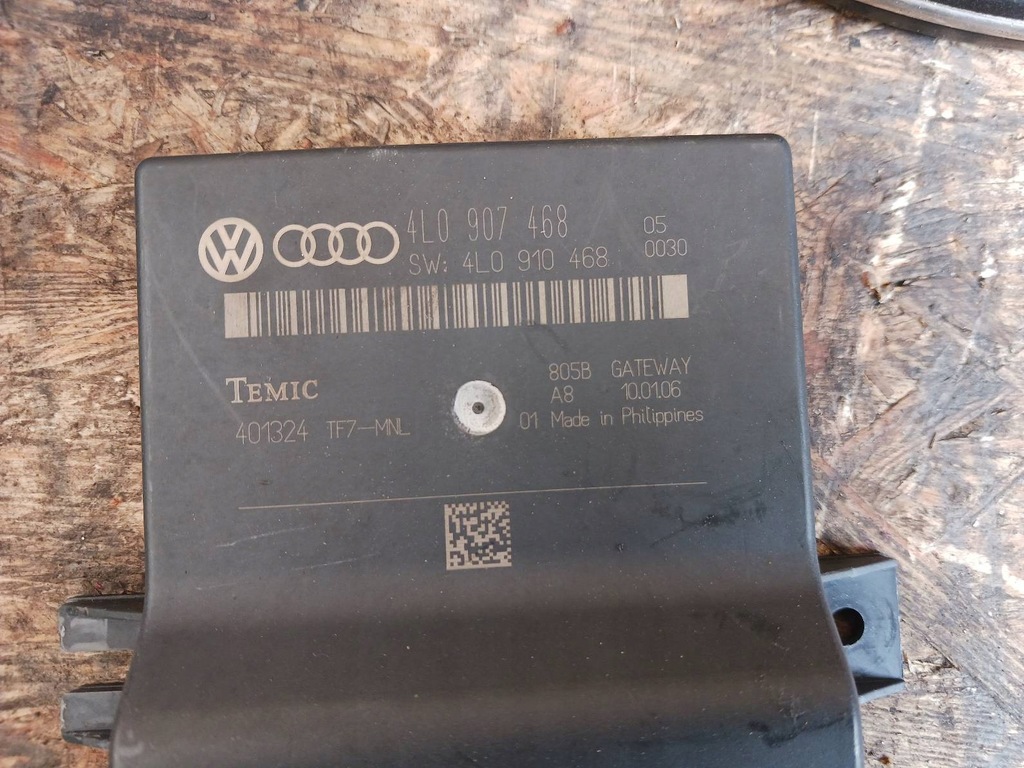 4L0 907 468 05
SW: 4L0 910 468 0030
TEMIC
401324 TF7-MNL
805B GATEWAY
A8 10.01.06
01 Made in Philippines